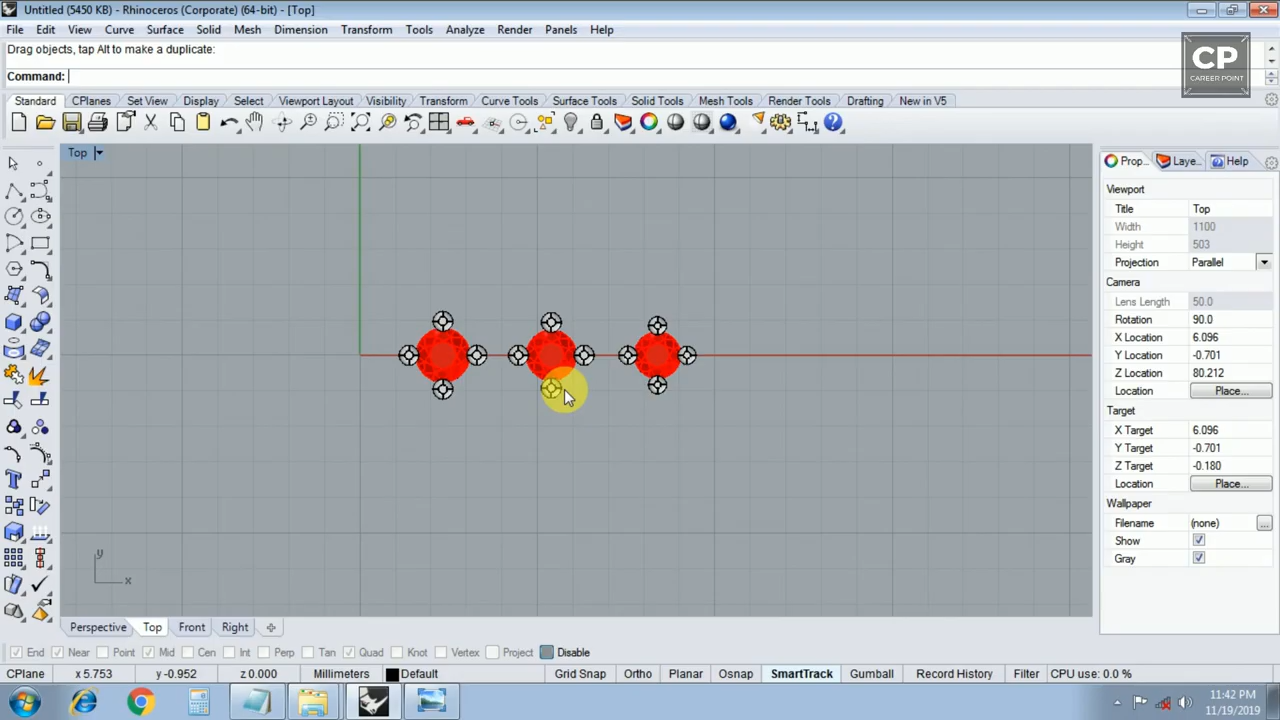 Untitled (5450 KB) - Rhinoceros (Corporate) (64-bit) - [Top]
File Edit View Curve Surface Solid Mesh Dimension Transform Tools Analyze Render Panels Help
Drag objects, tap Alt to make a duplicate:
Command:
CP
CAREER POINT
Standard CPlanes Set View Display Select Viewport Layout Visibility Transform Curve Tools Surface Tools Solid Tools Mesh Tools Render Tools Drafting New in V5
Top
Prop... Laye... Help
Viewport
Title Top
Width 1100
Height 503
Projection Parallel
Camera
Lens Length 50.0
Rotation 90.0
X Location 6.096
Y Location -0.701
Z Location 80.212
Location Place...
Target
X Target 6.096
Y Target -0.701
Z Target -0.180
Location Place...
Wallpaper
Filename (none) ...
Show
Gray
y
x
Perspective Top Front Right
End Near Point Mid Cen Int Perp Tan Quad Knot Vertex Project Disable
CPlane x 5.753 y -0.952 z 0.000 Millimeters Default Grid Snap Ortho Planar Osnap SmartTrack Gumball Record History Filter CPU use: 0.0 %
11:42 PM
11/19/2019